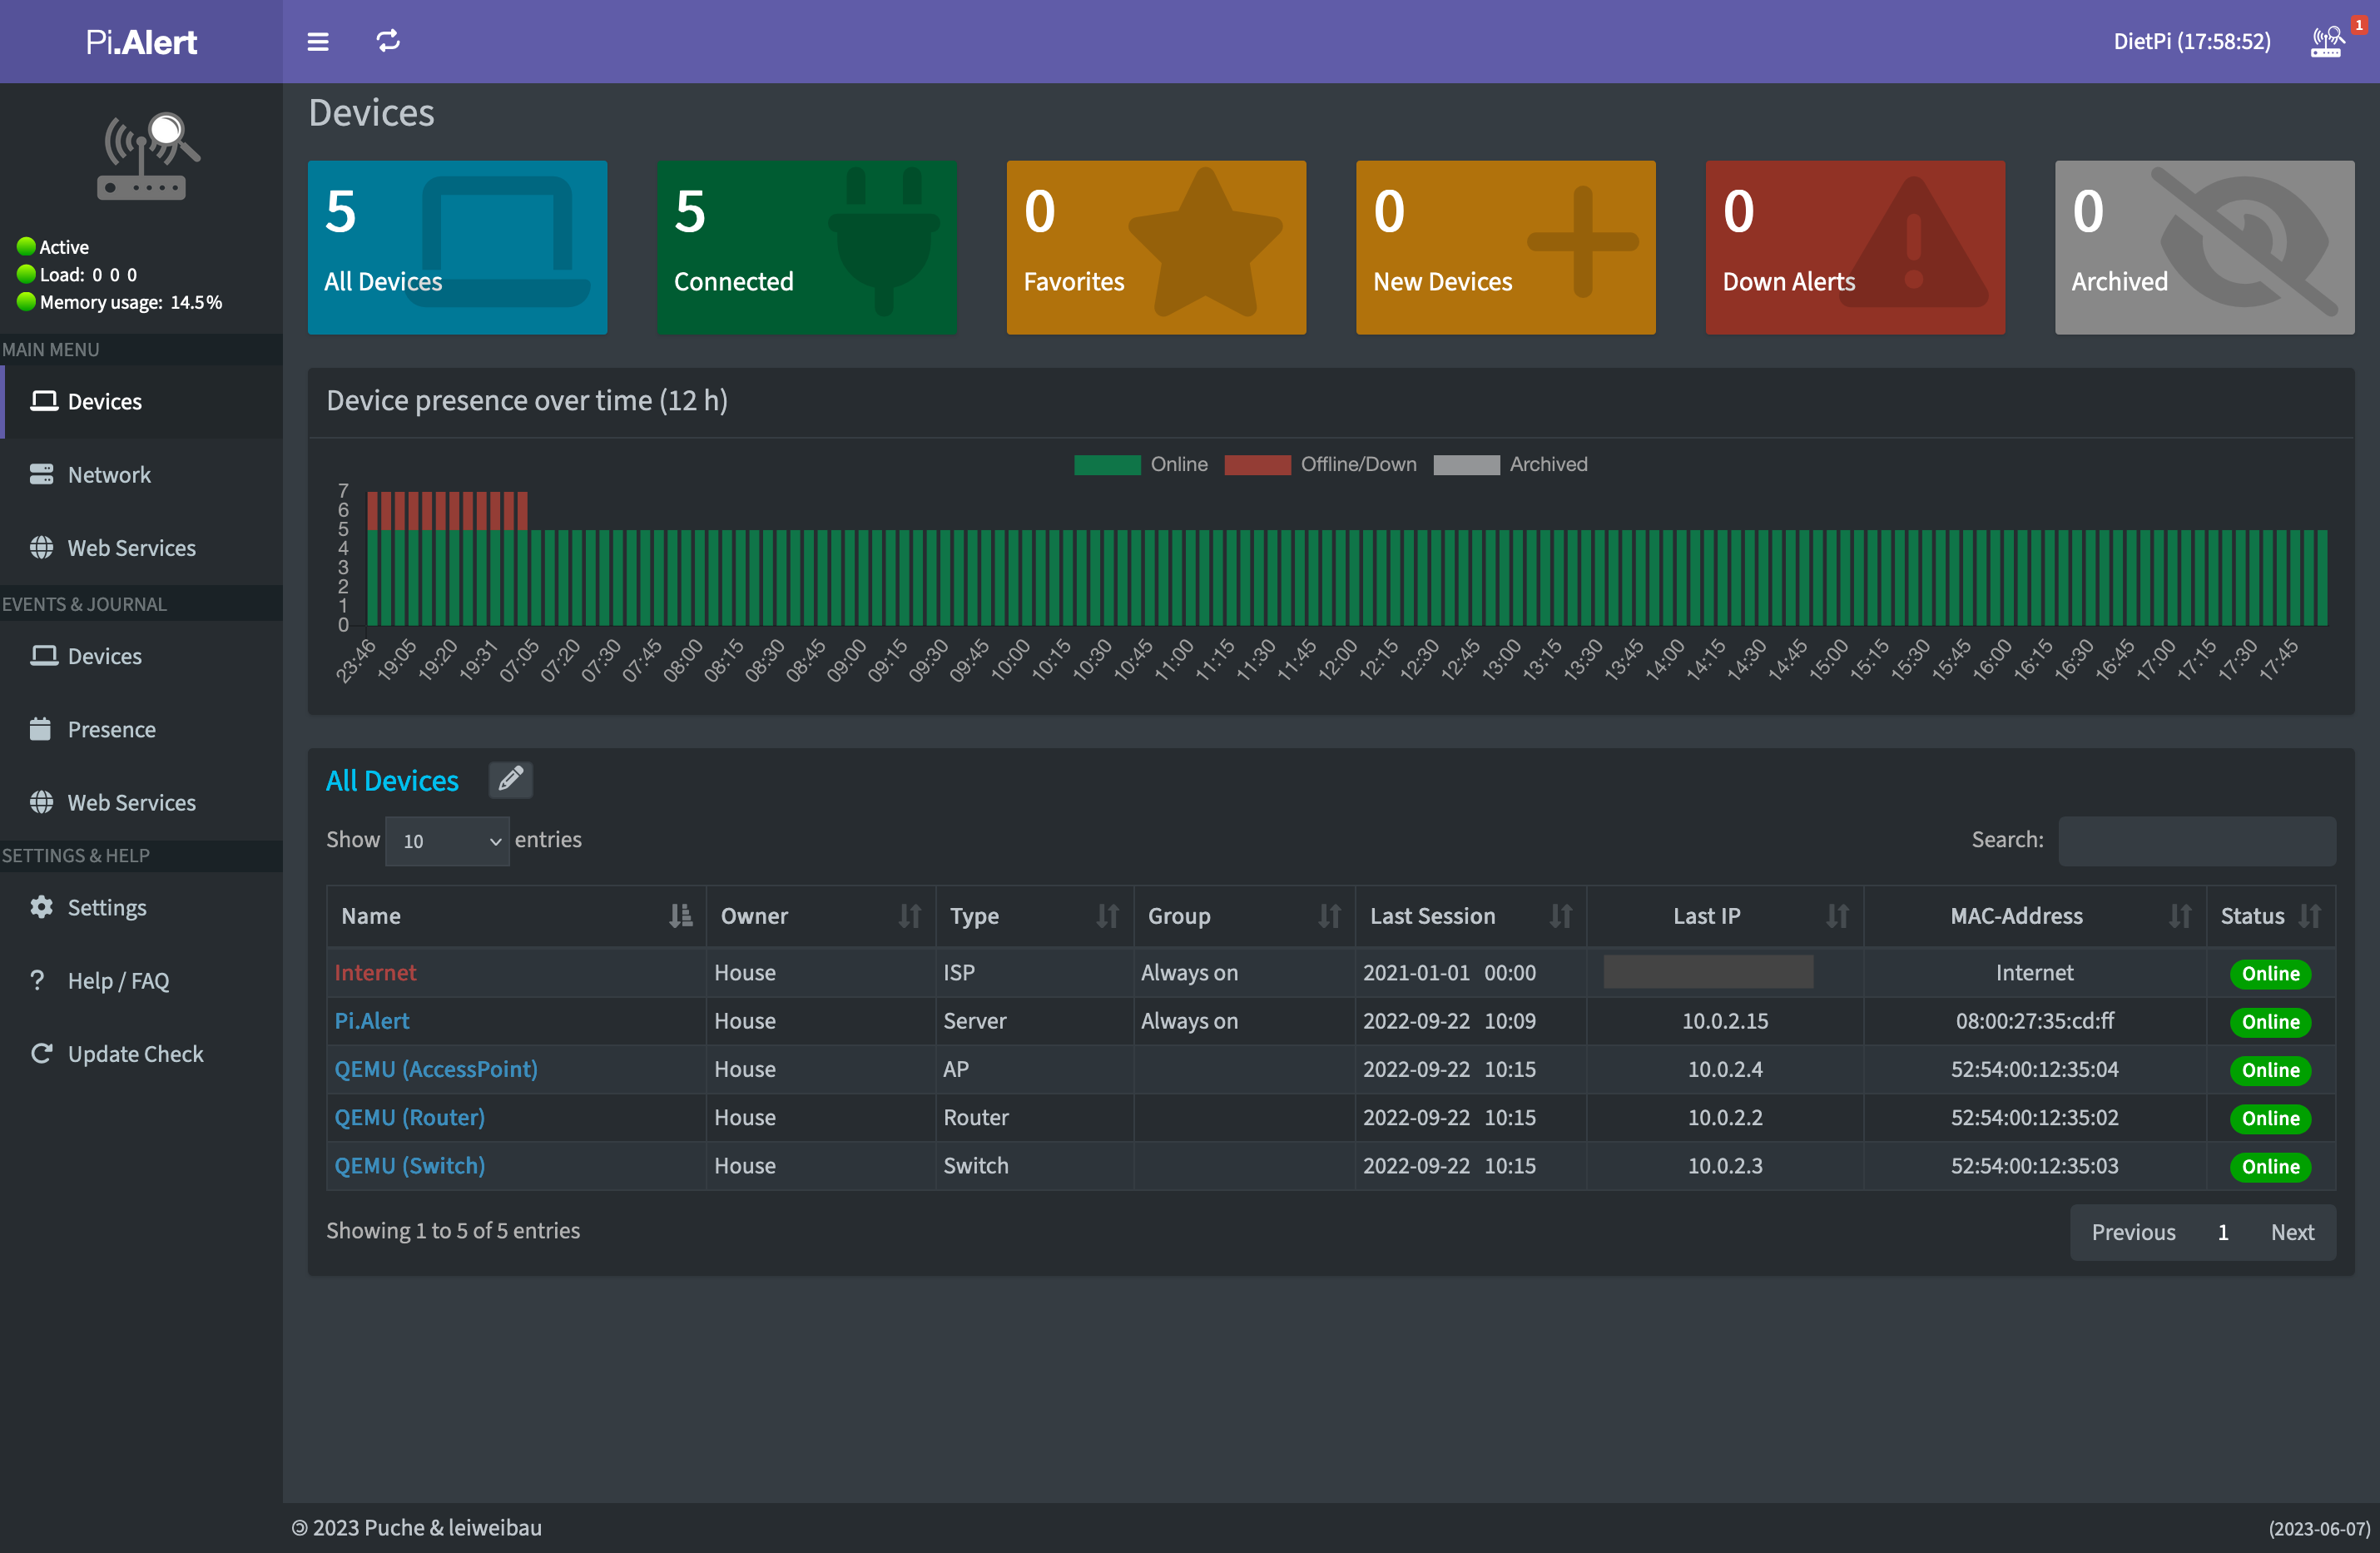 Pi.Alert
DietPi (17:58:52)
1
Active
Load: 0 0 0
Memory usage: 14.5%
MAIN MENU
Devices
Network
Web Services
EVENTS & JOURNAL
Devices
Presence
Web Services
SETTINGS & HELP
Settings
Help / FAQ
Update Check
Devices
5
All Devices
5
Connected
0
Favorites
0
New Devices
0
Down Alerts
0
Archived
Device presence over time (12 h)
Online Offline/Down Archived
7
6
5
4
3
2
1
0
23:46 19:05 19:20 19:31 07:05 07:20 07:30 07:45 08:00 08:15 08:30 08:45 09:00 09:15 09:30 09:45 10:00 10:15 10:30 10:45 11:00 11:15 11:30 11:45 12:00 12:15 12:30 12:45 13:00 13:15 13:30 13:45 14:00 14:15 14:30 14:45 15:00 15:15 15:30 15:45 16:00 16:15 16:30 16:45 17:00 17:15 17:30 17:45
All Devices
Show 10 entries
Search:
Name Owner Type Group Last Session Last IP MAC-Address Status
Internet House ISP Always on 2021-01-01 00:00 Internet Online
Pi.Alert House Server Always on 2022-09-22 10:09 10.0.2.15 08:00:27:35:cd:ff Online
QEMU (AccessPoint) House AP 2022-09-22 10:15 10.0.2.4 52:54:00:12:35:04 Online
QEMU (Router) House Router 2022-09-22 10:15 10.0.2.2 52:54:00:12:35:02 Online
QEMU (Switch) House Switch 2022-09-22 10:15 10.0.2.3 52:54:00:12:35:03 Online
Showing 1 to 5 of 5 entries
Previous 1 Next
🄯 2023 Puche & leiweibau
(2023-06-07)